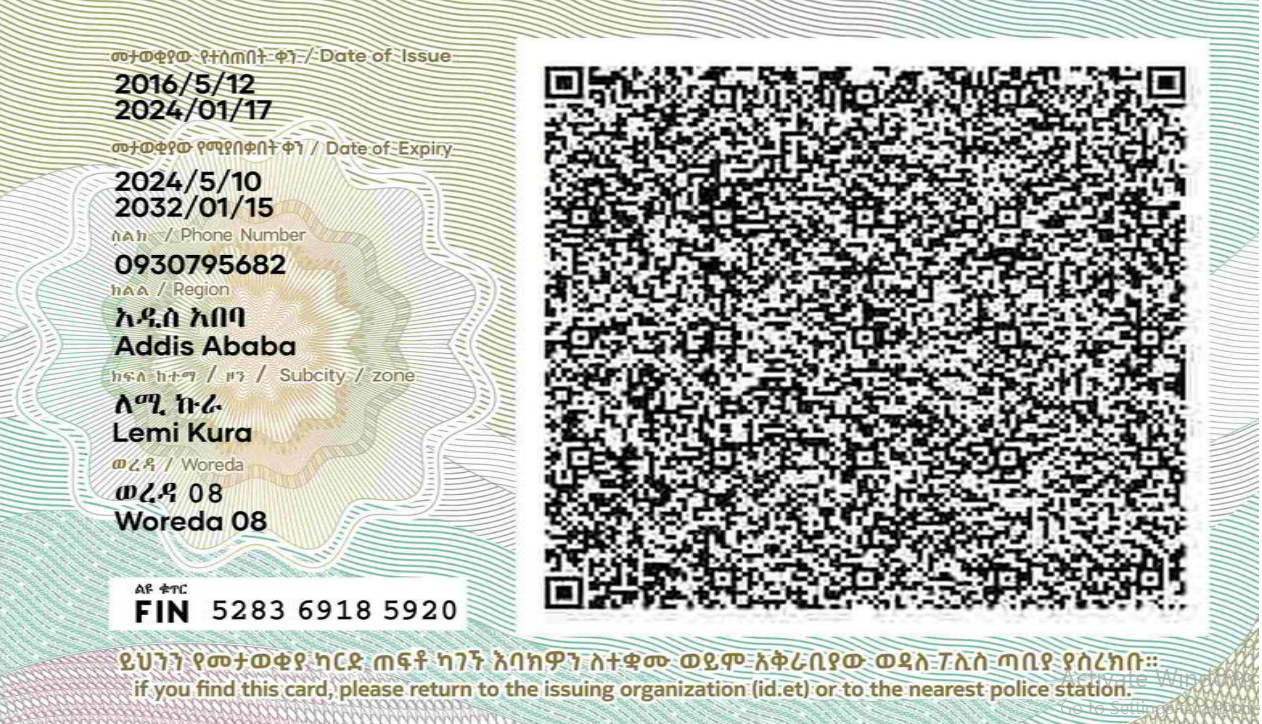 መታወቂያው የተሰጠበት ቀን / Date of Issue
2016/5/12
2024/01/17
መታወቂያው የሚያበቃበት ቀን / Date of Expiry
2024/5/10
2032/01/15
ስልክ / Phone Number
0930795682
ክልል / Region
አዲስ አበባ
Addis Ababa
ክፍለ ከተማ / ዞን / Subcity / zone
ለሚ ኩራ
Lemi Kura
ወረዳ / Woreda
ወረዳ 08
Woreda 08
ልዩ ቁጥር
FIN 5283 6918 5920
ይህንን የመታወቂያ ካርድ ጠፍቶ ካገኙ እባክዎን ለተቋሙ ወይም አቅራቢያው ወዳለ ፖሊስ ጣቢያ ያስረክቡ።
if you find this card, please return to the issuing organization (id.et) or to the nearest police station.
Activate Windows
Go to